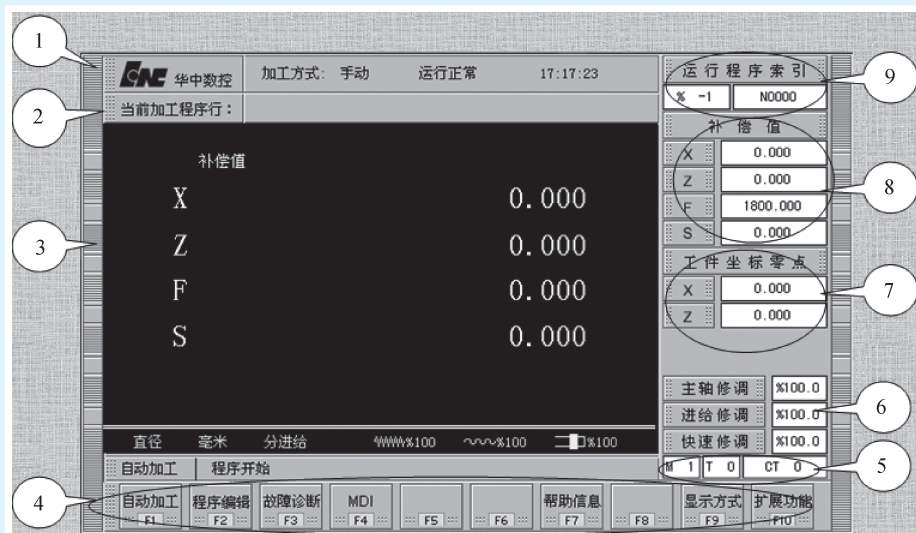 1
CNC 华中数控 加工方式: 手动 运行正常 17:17:23
运行程序索引
9
% -1 N0000
2
当前加工程序行:
补偿值
补偿值
X 0.000
Z 0.000
F 1800.000
S 0.000
8
X 0.000
Z 0.000
F 0.000
S 0.000
3
工件坐标零点
X 0.000
Z 0.000
7
主轴修调 %100.0
进给修调 %100.0
快速修调 %100.0
6
直径 毫米 分进给 %100 %100 %100
M 1 T 0 CT 0
5
自动加工 程序开始
4
自动加工 程序编辑 故障诊断 MDI 帮助信息 显示方式 扩展功能
F1 F2 F3 F4 F5 F6 F7 F8 F9 F10